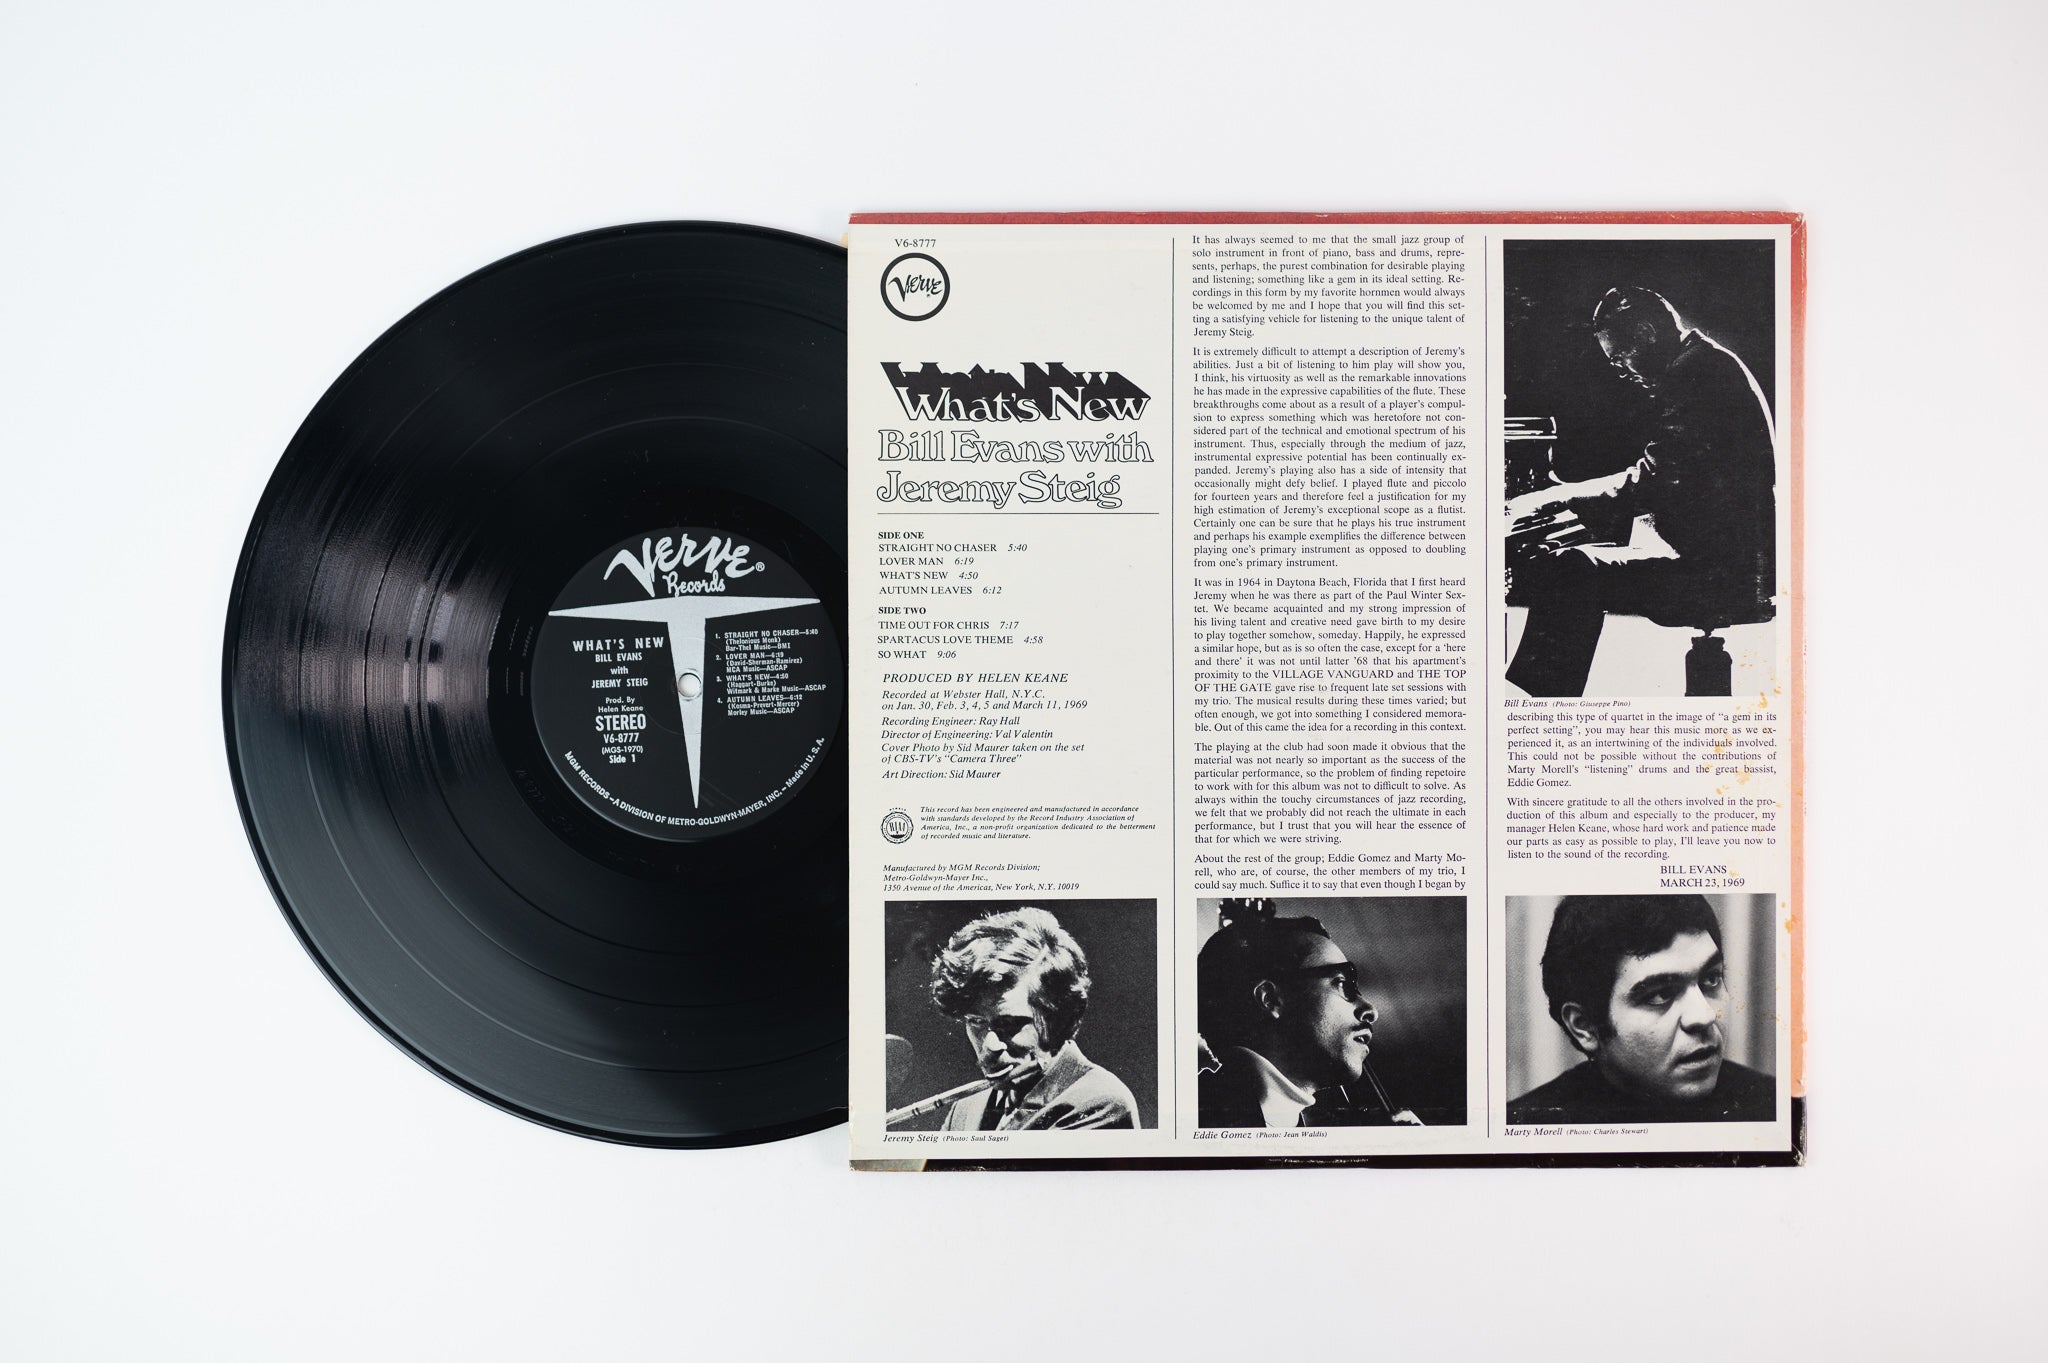 VERVE ®
Records
WHAT'S NEW
BILL EVANS
with
JEREMY STEIG
Prod. By
Helen Keane
STEREO
V6-8777
(MGS-1970)
Side 1
1. STRAIGHT NO CHASER—5:40
(Thelonious Monk)
Bar-Thel Music—BMI
2. LOVER MAN—6:19
(David-Sherman-Ramirez)
MCA Music—ASCAP
3. WHAT'S NEW—4:50
(Haggart-Burke)
Witmark & Marke Music—ASCAP
4. AUTUMN LEAVES—6:12
(Kosma-Prevert-Mercer)
Morley Music—ASCAP
MGM RECORDS—A DIVISION OF METRO-GOLDWYN-MAYER, INC.—Made in U.S.A.
V6-8777
Verve
What's New
Bill Evans with
Jeremy Steig
SIDE ONE
STRAIGHT NO CHASER 5:40
LOVER MAN 6:19
WHAT'S NEW 4:50
AUTUMN LEAVES 6:12
SIDE TWO
TIME OUT FOR CHRIS 7:17
SPARTACUS LOVE THEME 4:58
SO WHAT 9:06
PRODUCED BY HELEN KEANE
Recorded at Webster Hall, N.Y.C.
on Jan. 30, Feb. 3, 4, 5 and March 11, 1969
Recording Engineer: Ray Hall
Director of Engineering: Val Valentin
Cover Photo by Sid Maurer taken on the set
of CBS-TV's "Camera Three"
Art Direction: Sid Maurer
RIAA
This record has been engineered and manufactured in accordance
with standards developed by the Record Industry Association of
America, Inc., a non-profit organization dedicated to the betterment
of recorded music and literature.
Manufactured by MGM Records Division;
Metro-Goldwyn-Mayer Inc.,
1350 Avenue of the Americas, New York, N.Y. 10019
Jeremy Steig (Photo: Saul Saget)
It has always seemed to me that the small jazz group of
solo instrument in front of piano, bass and drums, repre-
sents, perhaps, the purest combination for desirable playing
and listening; something like a gem in its ideal setting. Re-
cordings in this form by my favorite hornmen would always
be welcomed by me and I hope that you will find this set-
ting a satisfying vehicle for listening to the unique talent of
Jeremy Steig.
It is extremely difficult to attempt a description of Jeremy's
abilities. Just a bit of listening to him play will show you,
I think, his virtuosity as well as the remarkable innovations
he has made in the expressive capabilities of the flute. These
breakthroughs come about as a result of a player's compul-
sion to express something which was heretofore not con-
sidered part of the technical and emotional spectrum of his
instrument. Thus, especially through the medium of jazz,
instrumental expressive potential has been continually ex-
panded. Jeremy's playing also has a side of intensity that
occasionally might defy belief. I played flute and piccolo
for fourteen years and therefore feel a justification for my
high estimation of Jeremy's exceptional scope as a flutist.
Certainly one can be sure that he plays his true instrument
and perhaps his example exemplifies the difference between
playing one's primary instrument as opposed to doubling
from one's primary instrument.
It was in 1964 in Daytona Beach, Florida that I first heard
Jeremy when he was there as part of the Paul Winter Sex-
tet. We became acquainted and my strong impression of
his living talent and creative need gave birth to my desire
to play together somehow, someday. Happily, he expressed
a similar hope, but as is so often the case, except for a 'here
and there' it was not until latter '68 that his apartment's
proximity to the VILLAGE VANGUARD and THE TOP
OF THE GATE gave rise to frequent late set sessions with
my trio. The musical results during these times varied; but
often enough, we got into something I considered memora-
ble. Out of this came the idea for a recording in this context.
The playing at the club had soon made it obvious that the
material was not nearly so important as the success of the
particular performance, so the problem of finding repetoire
to work with for this album was not to difficult to solve. As
always within the touchy circumstances of jazz recording,
we felt that we probably did not reach the ultimate in each
performance, but I trust that you will hear the essence of
that for which we were striving.
About the rest of the group; Eddie Gomez and Marty Mo-
rell, who are, of course, the other members of my trio, I
could say much. Suffice it to say that even though I began by
Eddie Gomez (Photo: Jean Waldis)
Bill Evans (Photo: Giuseppe Pino)
describing this type of quartet in the image of "a gem in its
perfect setting", you may hear this music more as we ex-
perienced it, as an intertwining of the individuals involved.
This could not be possible without the contributions of
Marty Morell's "listening" drums and the great bassist,
Eddie Gomez.
With sincere gratitude to all the others involved in the pro-
duction of this album and especially to the producer, my
manager Helen Keane, whose hard work and patience made
our parts as easy as possible to play, I'll leave you now to
listen to the sound of the recording.
BILL EVANS
MARCH 23, 1969
Marty Morell (Photo: Charles Stewart)